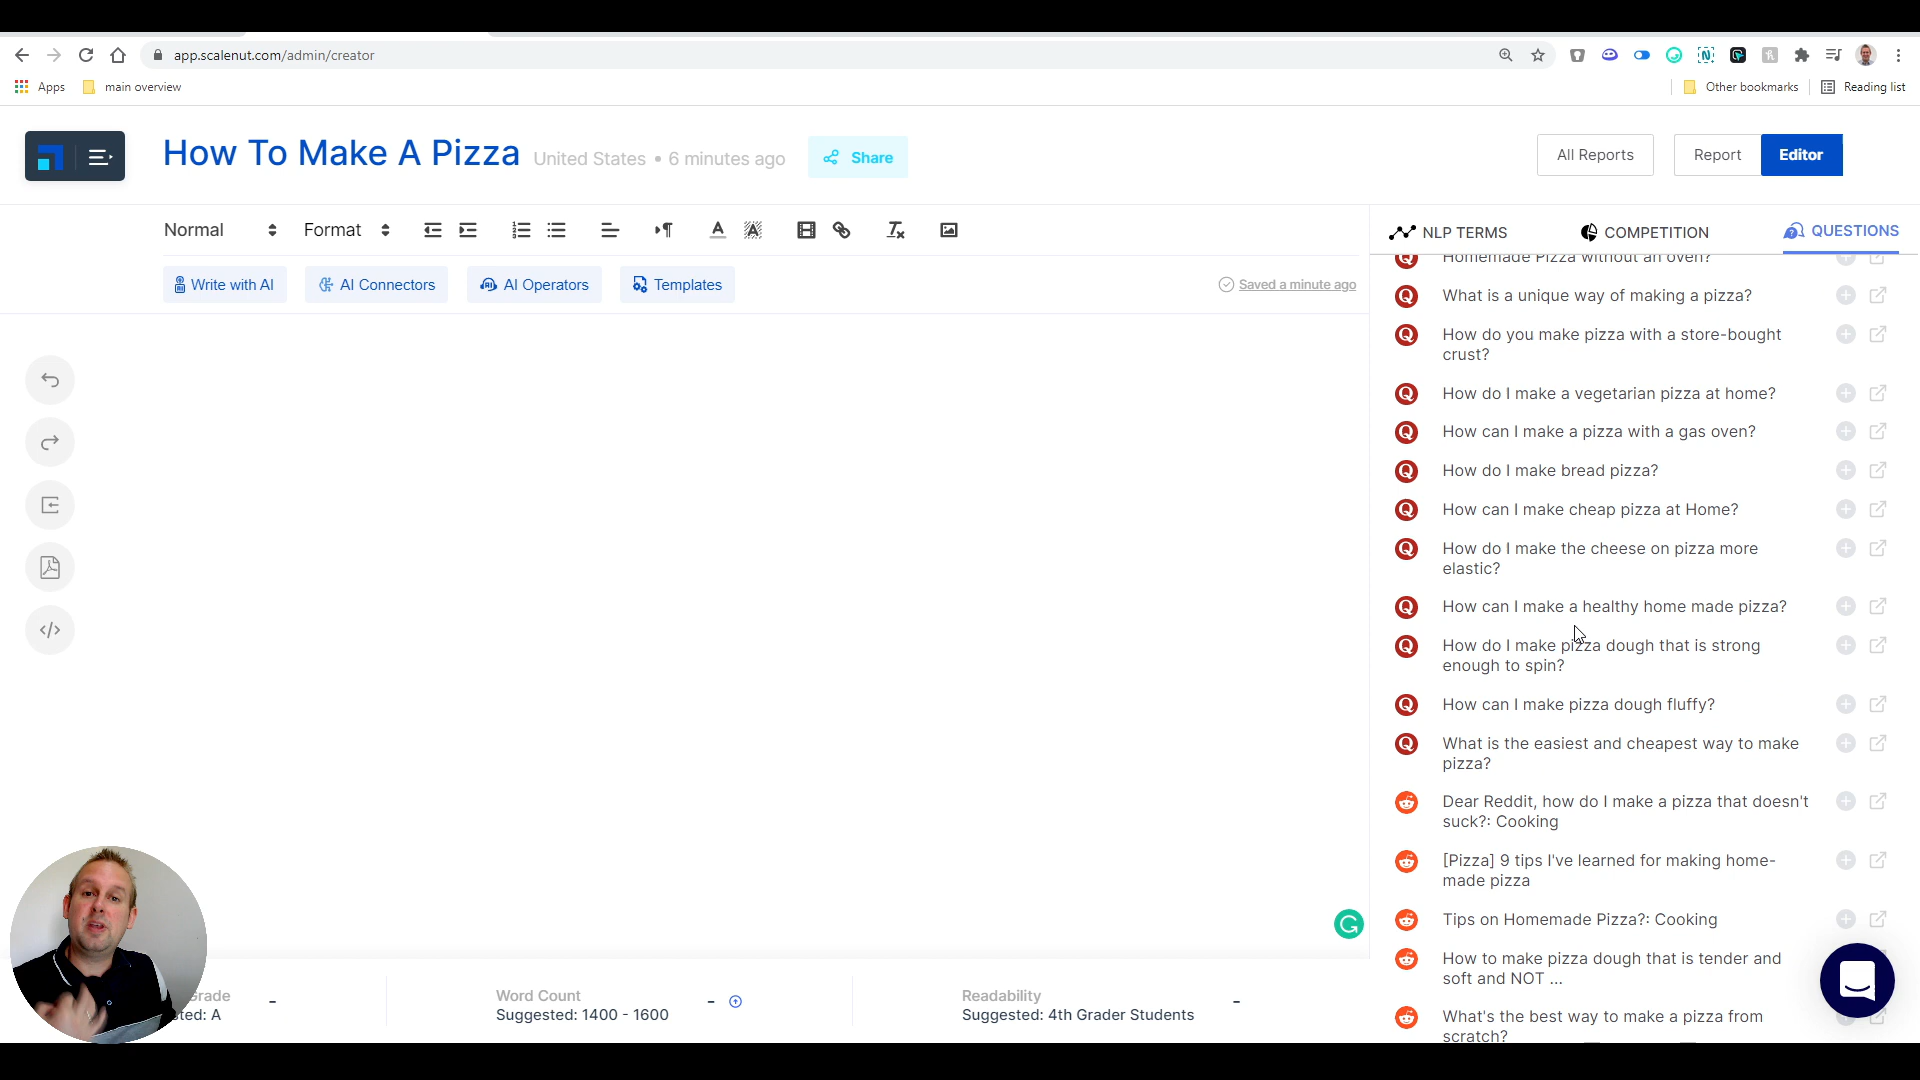 app.scalenut.com/admin/creator
Apps
main overview
Other bookmarks
Reading list
How To Make A Pizza
United States • 6 minutes ago
Share
All Reports
Report
Editor
Normal
Format
NLP TERMS
COMPETITION
QUESTIONS
Write with AI
AI Connectors
AI Operators
Templates
Saved a minute ago
Homemade Pizza without an oven?
What is a unique way of making a pizza?
How do you make pizza with a store-bought
crust?
How do I make a vegetarian pizza at home?
How can I make a pizza with a gas oven?
How do I make bread pizza?
How can I make cheap pizza at Home?
How do I make the cheese on pizza more
elastic?
How can I make a healthy home made pizza?
How do I make pizza dough that is strong
enough to spin?
How can I make pizza dough fluffy?
What is the easiest and cheapest way to make
pizza?
Dear Reddit, how do I make a pizza that doesn't
suck?: Cooking
[Pizza] 9 tips I've learned for making home-
made pizza
Tips on Homemade Pizza?: Cooking
How to make pizza dough that is tender and
soft and NOT ...
What's the best way to make a pizza from
scratch?
Grade
-
ted: A
Word Count
-
Suggested: 1400 - 1600
Readability
-
Suggested: 4th Grader Students